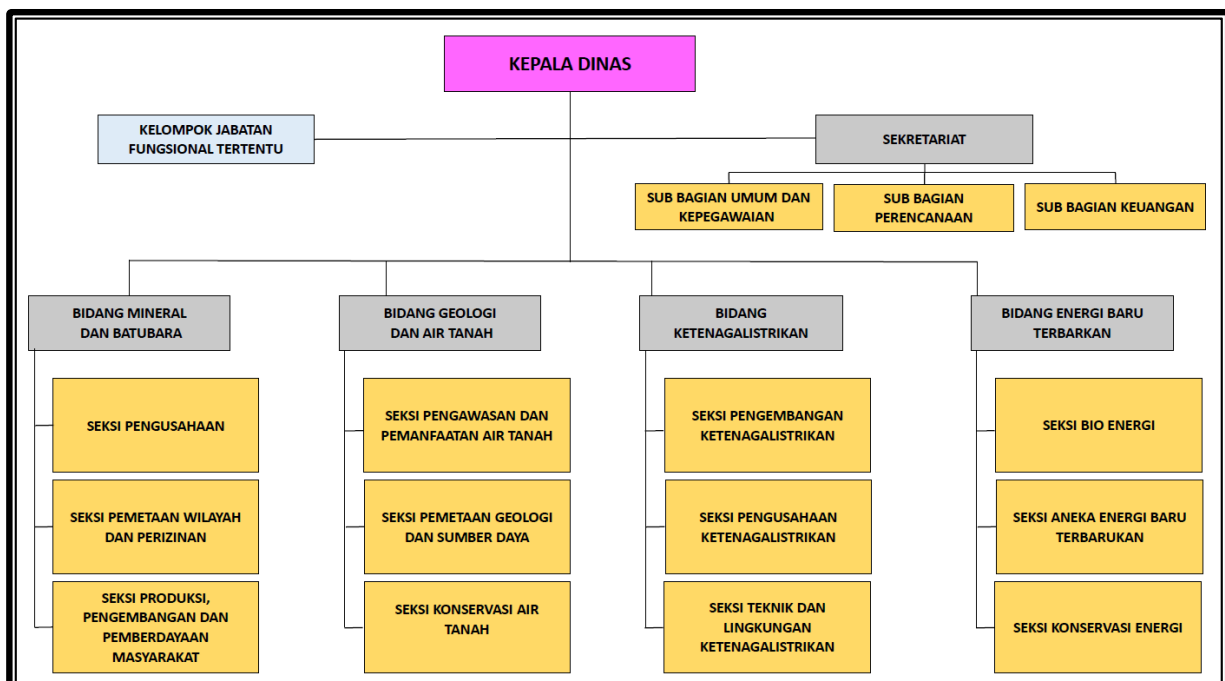 KEPALA DINAS
KELOMPOK JABATAN
FUNGSIONAL TERTENTU
SEKRETARIAT
SUB BAGIAN UMUM DAN
KEPEGAWAIAN
SUB BAGIAN
PERENCANAAN
SUB BAGIAN KEUANGAN
BIDANG MINERAL
DAN BATUBARA
BIDANG GEOLOGI
DAN AIR TANAH
BIDANG
KETENAGALISTRIKAN
BIDANG ENERGI BARU
TERBARKAN
SEKSI PENGUSAHAAN
SEKSI PENGAWASAN DAN
PEMANFAATAN AIR TANAH
SEKSI PENGEMBANGAN
KETENAGALISTRIKAN
SEKSI BIO ENERGI
SEKSI PEMETAAN WILAYAH
DAN PERIZINAN
SEKSI PEMETAAN GEOLOGI
DAN SUMBER DAYA
SEKSI PENGUSAHAAN
KETENAGALISTRIKAN
SEKSI ANEKA ENERGI BARU
TERBARUKAN
SEKSI PRODUKSI,
PENGEMBANGAN DAN
PEMBERDAYAAN
MASYARAKAT
SEKSI KONSERVASI AIR
TANAH
SEKSI TEKNIK DAN
LINGKUNGAN
KETENAGALISTRIKAN
SEKSI KONSERVASI ENERGI